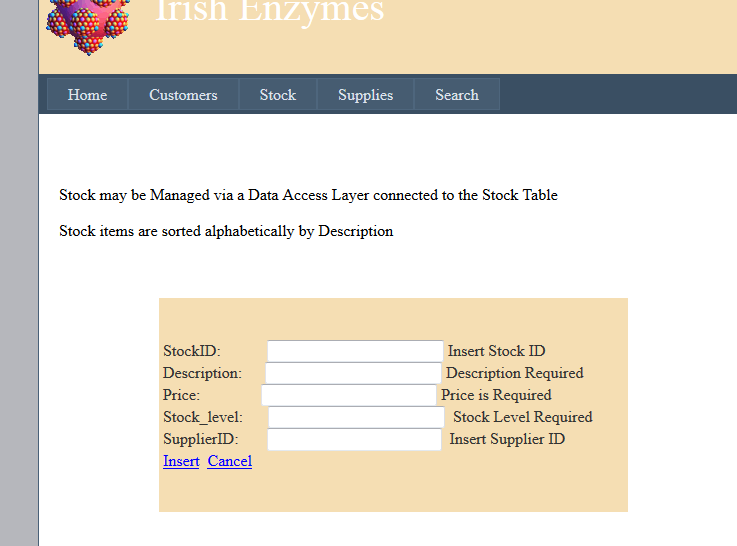 Irish Enzymes
Home Customers Stock Supplies Search
Stock may be Managed via a Data Access Layer connected to the Stock Table
Stock items are sorted alphabetically by Description
StockID: Insert Stock ID
Description: Description Required
Price: Price is Required
Stock_level: Stock Level Required
SupplierID: Insert Supplier ID
Insert Cancel